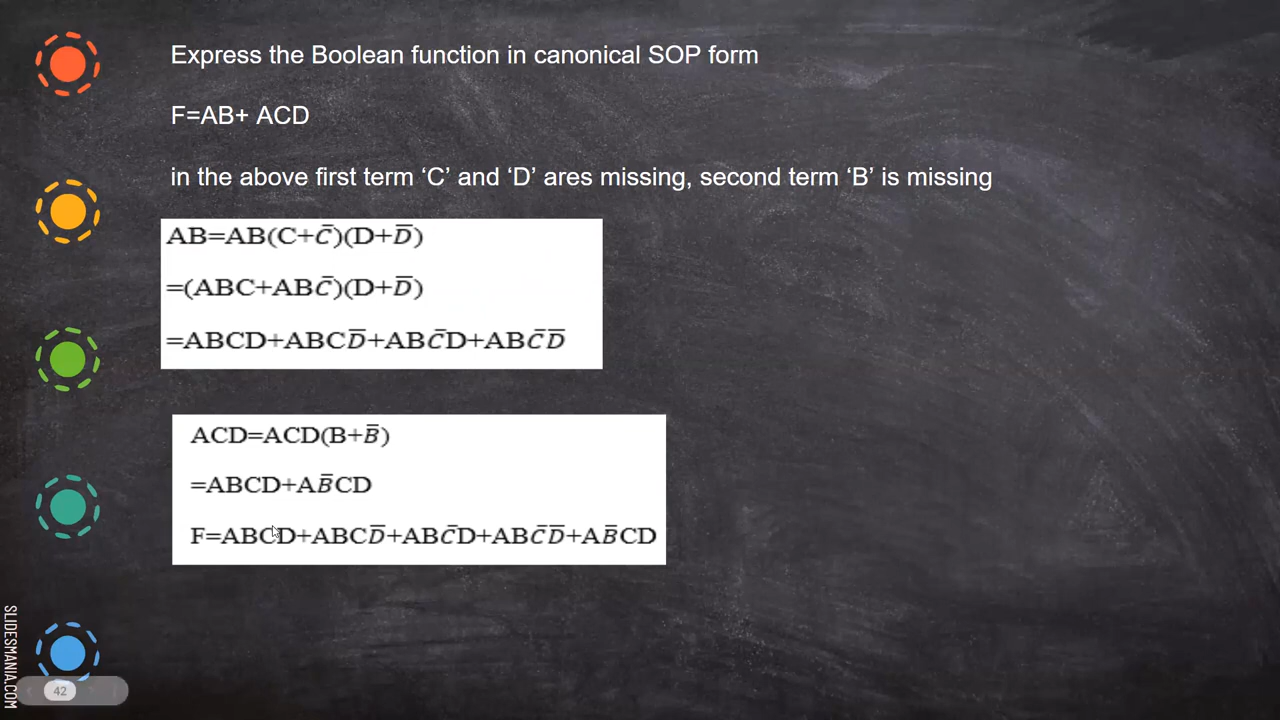 Express the Boolean function in canonical SOP form
F=AB+ ACD
in the above first term ‘C’ and ‘D’ ares missing, second term ‘B’ is missing
AB=AB(C+C̅)(D+D̅)
=(ABC+ABC̅)(D+D̅)
=ABCD+ABCD̅+ABC̅D+ABC̅D̅
ACD=ACD(B+B̅)
=ABCD+AB̅CD
F=ABCD+ABCD̅+ABC̅D+ABC̅D̅+AB̅CD
SLIDESMANIA.COM
42